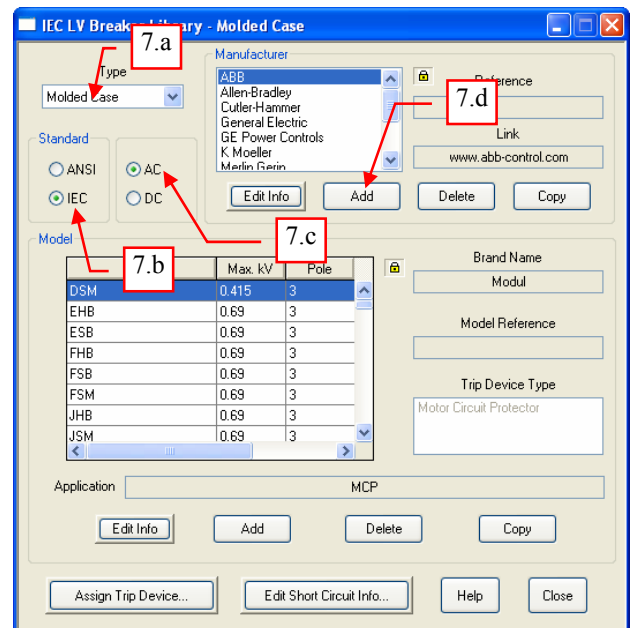 IEC LV Breaker Library - Molded Case
7.a
Type
Molded Case
Standard
ANSI
IEC
AC
DC
7.b
7.c
Manufacturer
ABB
Allen-Bradley
Cutler-Hammer
General Electric
GE Power Controls
K Moeller
Merlin Gerin
Edit Info
Add
Delete
Copy
7.d
Reference
Link
www.abb-control.com
Model
Max. kV Pole
DSM 0.415 3
EHB 0.69 3
ESB 0.69 3
FHB 0.69 3
FSB 0.69 3
FSM 0.69 3
JHB 0.69 3
JSM 0.69 3
Brand Name
Modul
Model Reference
Trip Device Type
Motor Circuit Protector
Application MCP
Edit Info
Add
Delete
Copy
Assign Trip Device...
Edit Short Circuit Info...
Help
Close